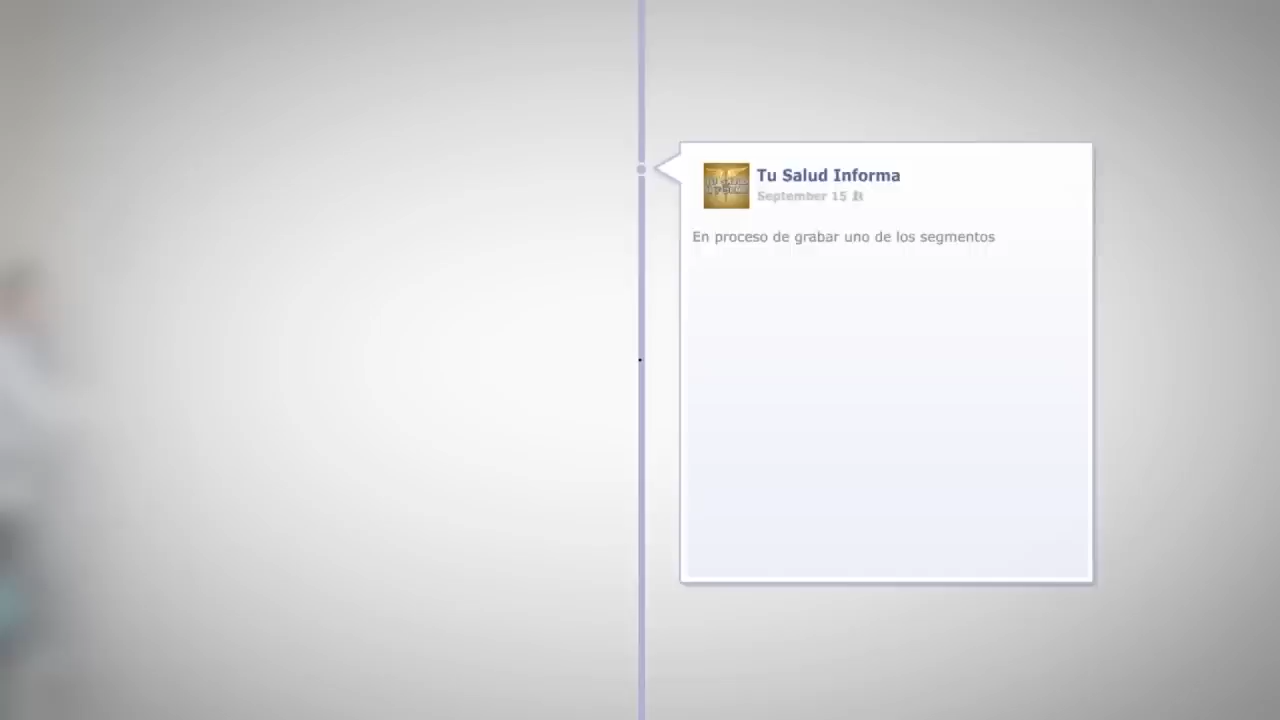 Tu Salud Informa
September 15
En proceso de grabar uno de los segmentos